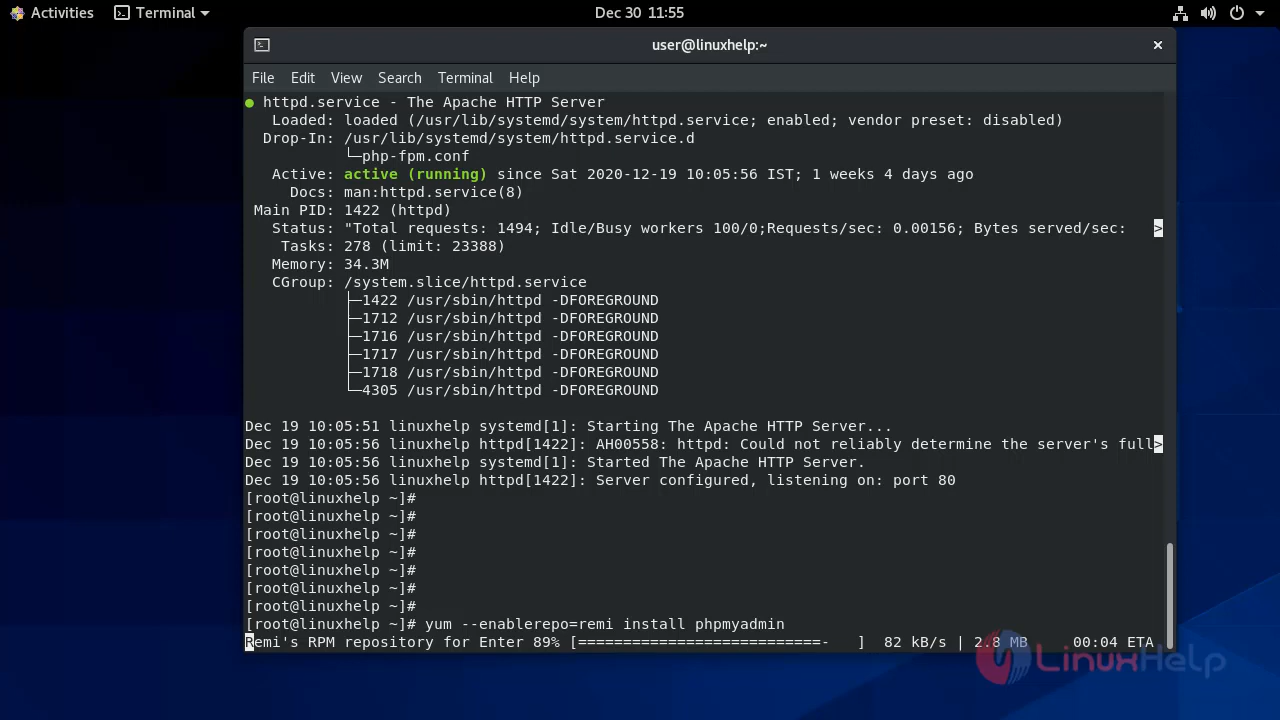 Activities Terminal Dec 30 11:55
user@linuxhelp:~
File Edit View Search Terminal Help
● httpd.service - The Apache HTTP Server
   Loaded: loaded (/usr/lib/systemd/system/httpd.service; enabled; vendor preset: disabled)
  Drop-In: /usr/lib/systemd/system/httpd.service.d
           └─php-fpm.conf
   Active: active (running) since Sat 2020-12-19 10:05:56 IST; 1 weeks 4 days ago
     Docs: man:httpd.service(8)
 Main PID: 1422 (httpd)
   Status: "Total requests: 1494; Idle/Busy workers 100/0;Requests/sec: 0.00156; Bytes served/sec: >
    Tasks: 278 (limit: 23388)
   Memory: 34.3M
   CGroup: /system.slice/httpd.service
           ├─1422 /usr/sbin/httpd -DFOREGROUND
           ├─1712 /usr/sbin/httpd -DFOREGROUND
           ├─1716 /usr/sbin/httpd -DFOREGROUND
           ├─1717 /usr/sbin/httpd -DFOREGROUND
           ├─1718 /usr/sbin/httpd -DFOREGROUND
           └─4305 /usr/sbin/httpd -DFOREGROUND
Dec 19 10:05:51 linuxhelp systemd[1]: Starting The Apache HTTP Server...
Dec 19 10:05:56 linuxhelp httpd[1422]: AH00558: httpd: Could not reliably determine the server's full>
Dec 19 10:05:56 linuxhelp systemd[1]: Started The Apache HTTP Server.
Dec 19 10:05:56 linuxhelp httpd[1422]: Server configured, listening on: port 80
[root@linuxhelp ~]#
[root@linuxhelp ~]#
[root@linuxhelp ~]#
[root@linuxhelp ~]#
[root@linuxhelp ~]#
[root@linuxhelp ~]#
[root@linuxhelp ~]#
[root@linuxhelp ~]# yum --enablerepo=remi install phpmyadmin
Remi's RPM repository for Enter 89% [===========================-   ]  82 kB/s | 2.8 MB     00:04 ETA
LinuxHelp